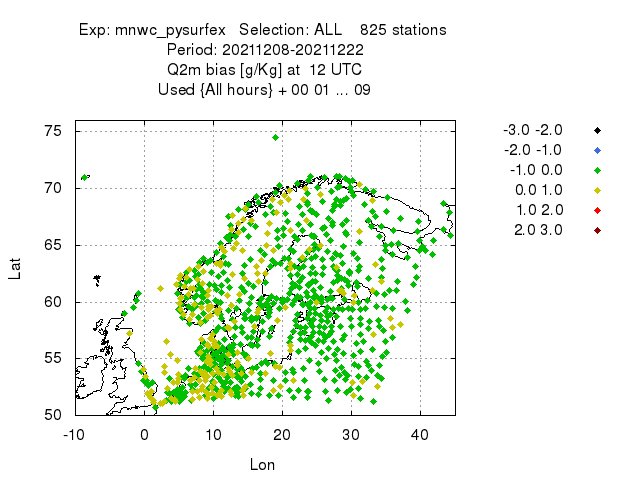 Exp: mnwc_pysurfex   Selection: ALL    825 stations
Period: 20211208-20211222
Q2m bias [g/Kg] at  12 UTC
Used {All hours} + 00 01 ... 09
-3.0 -2.0
-2.0 -1.0
-1.0 0.0
0.0 1.0
1.0 2.0
2.0 3.0
75
70
65
60
55
50
Lat
-10 0 10 20 30 40
Lon